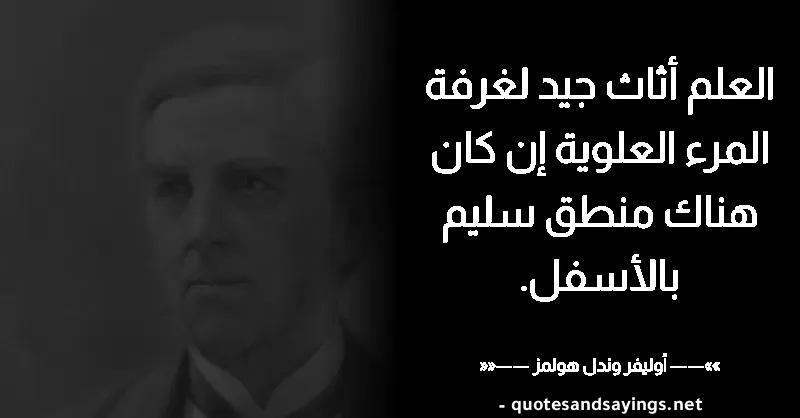 العلم أثاث جيد لغرفة
المرء العلوية إن كان
هناك منطق سليم
بالأسفل.
»»—— أوليفر وندل هولمز ——««
- quotesandsayings.net